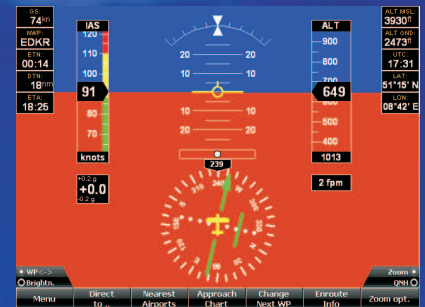 GS:
74kn
NWP:
EDKR
ETN:
00:14
DTN:
18nm
ETA:
18:25
IAS
120
110
100
91
80
70
knots
+0.2 g
+0.0
-0.2 g
20 20
10 10
10 10
20 20
239
240
W
330
N
60
S
150
ALT
900
800
649
500
400
1013
2 fpm
ALT MSL:
3930ft
ALT GND:
2473ft
UTC:
17:31
LAT:
51°15' N
LON:
08°42' E
WP<->
Brightn.
Zoom
QNH
Menu
Direct to ..
Nearest Airports
Approach Chart
Change Next WP
Enroute Info
Zoom opt.